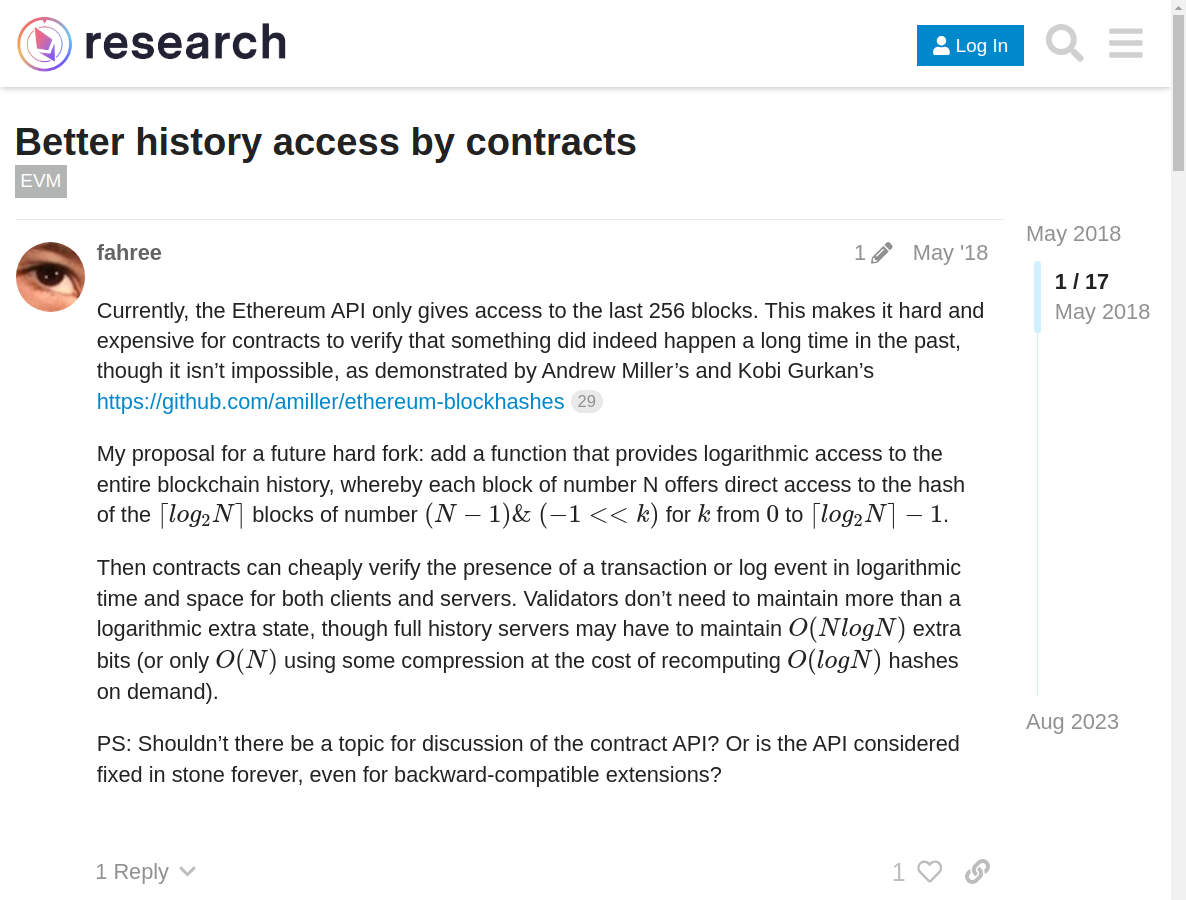 research
Log In
Better history access by contracts
EVM
fahree
1
May '18
Currently, the Ethereum API only gives access to the last 256 blocks. This makes it hard and
expensive for contracts to verify that something did indeed happen a long time in the past,
though it isn’t impossible, as demonstrated by Andrew Miller’s and Kobi Gurkan’s
https://github.com/amiller/ethereum-blockhashes 29
My proposal for a future hard fork: add a function that provides logarithmic access to the
entire blockchain history, whereby each block of number N offers direct access to the hash
of the ⌈log₂N⌉ blocks of number (N − 1)& (−1 << k) for k from 0 to ⌈log₂N⌉ − 1.
Then contracts can cheaply verify the presence of a transaction or log event in logarithmic
time and space for both clients and servers. Validators don’t need to maintain more than a
logarithmic extra state, though full history servers may have to maintain O(NlogN) extra
bits (or only O(N) using some compression at the cost of recomputing O(logN) hashes
on demand).
PS: Shouldn’t there be a topic for discussion of the contract API? Or is the API considered
fixed in stone forever, even for backward-compatible extensions?
1 Reply
1
May 2018
1 / 17
May 2018
Aug 2023